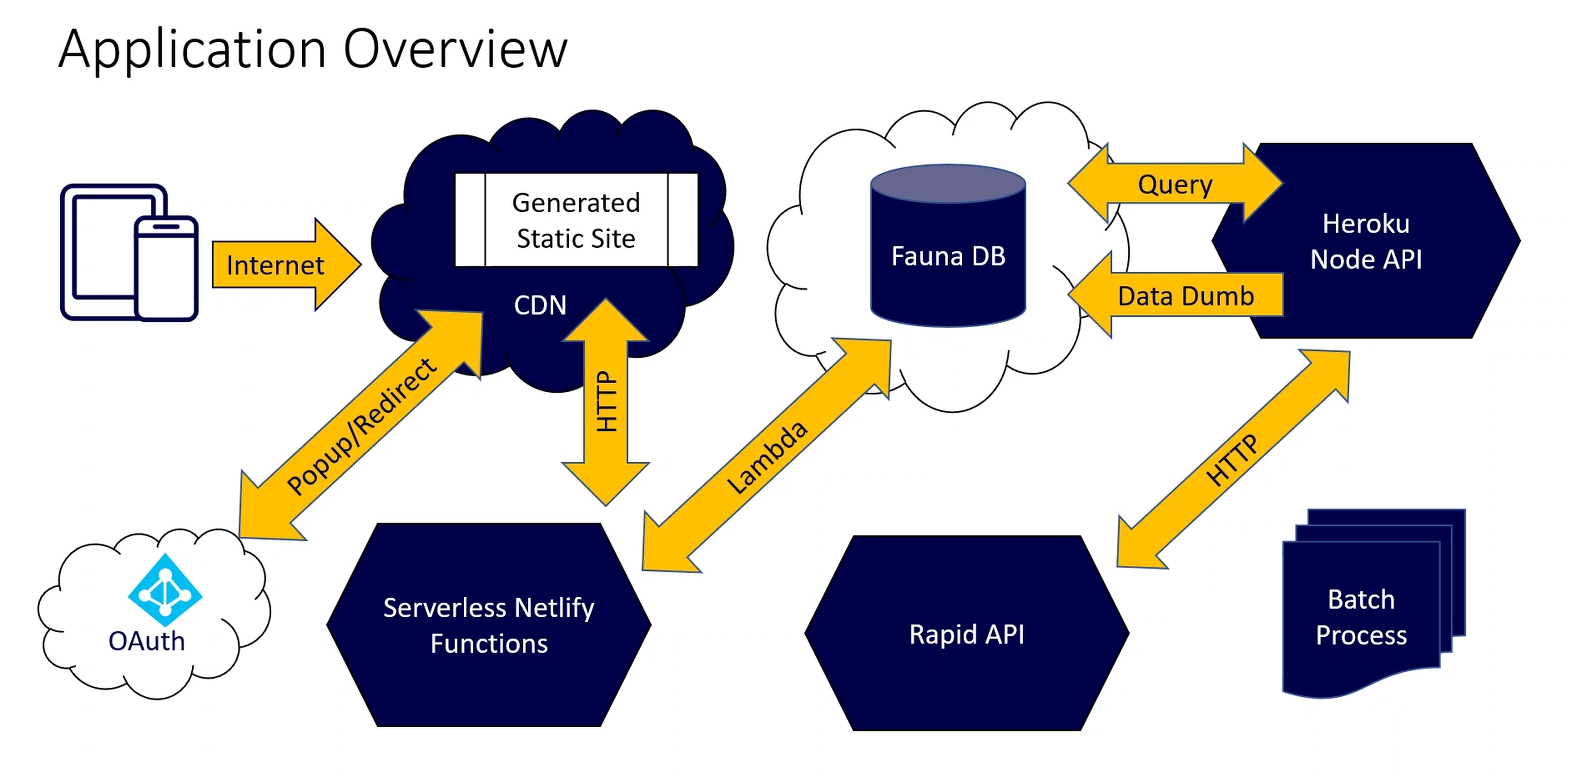 Application Overview
Internet
Generated
Static Site
CDN
Popup/Redirect
HTTP
OAuth
Serverless Netlify
Functions
Lambda
Fauna DB
Query
Data Dumb
Heroku
Node API
HTTP
Rapid API
Batch
Process